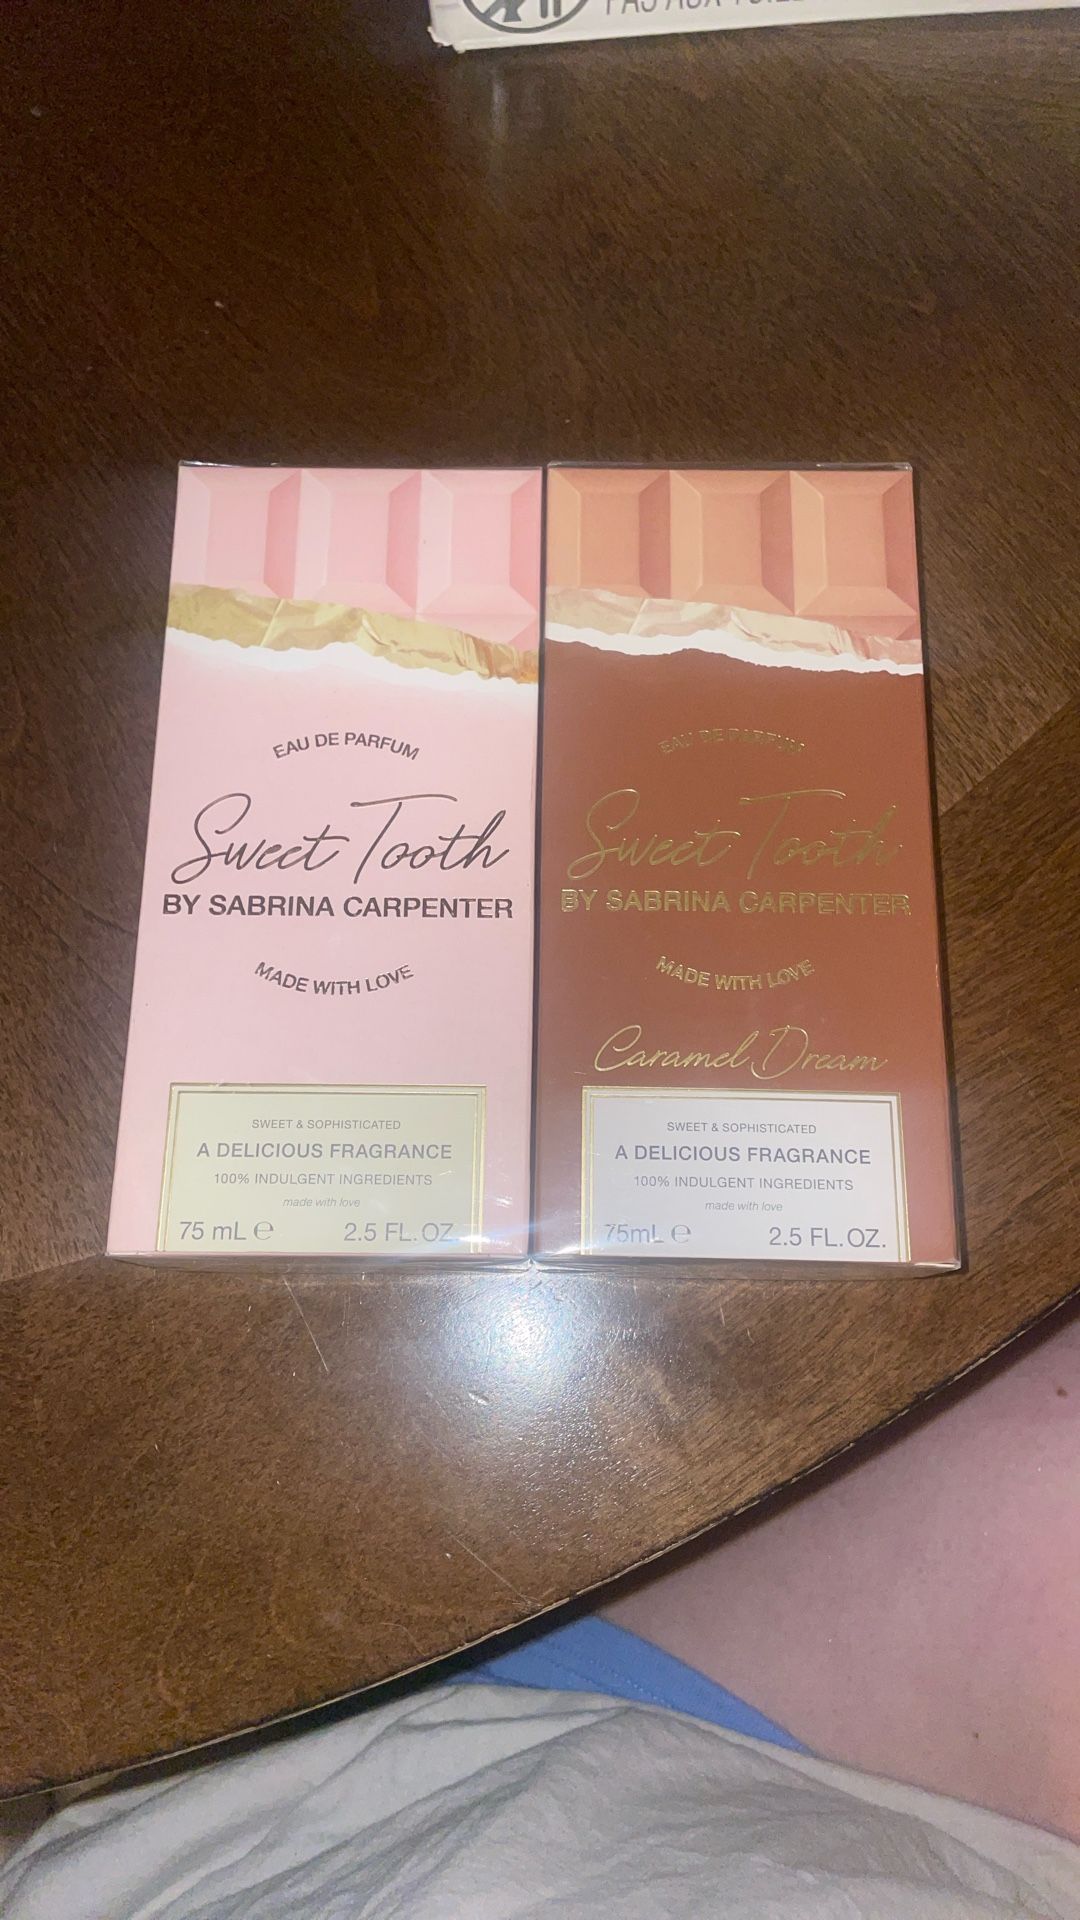 EAU DE PARFUM
Sweet Tooth
BY SABRINA CARPENTER
MADE WITH LOVE
SWEET & SOPHISTICATED
A DELICIOUS FRAGRANCE
100% INDULGENT INGREDIENTS
made with love
75 mL e 2.5 FL.OZ.
EAU DE PARFUM
Sweet Tooth
BY SABRINA CARPENTER
MADE WITH LOVE
Caramel Dream
SWEET & SOPHISTICATED
A DELICIOUS FRAGRANCE
100% INDULGENT INGREDIENTS
made with love
75mL e 2.5 FL.OZ.